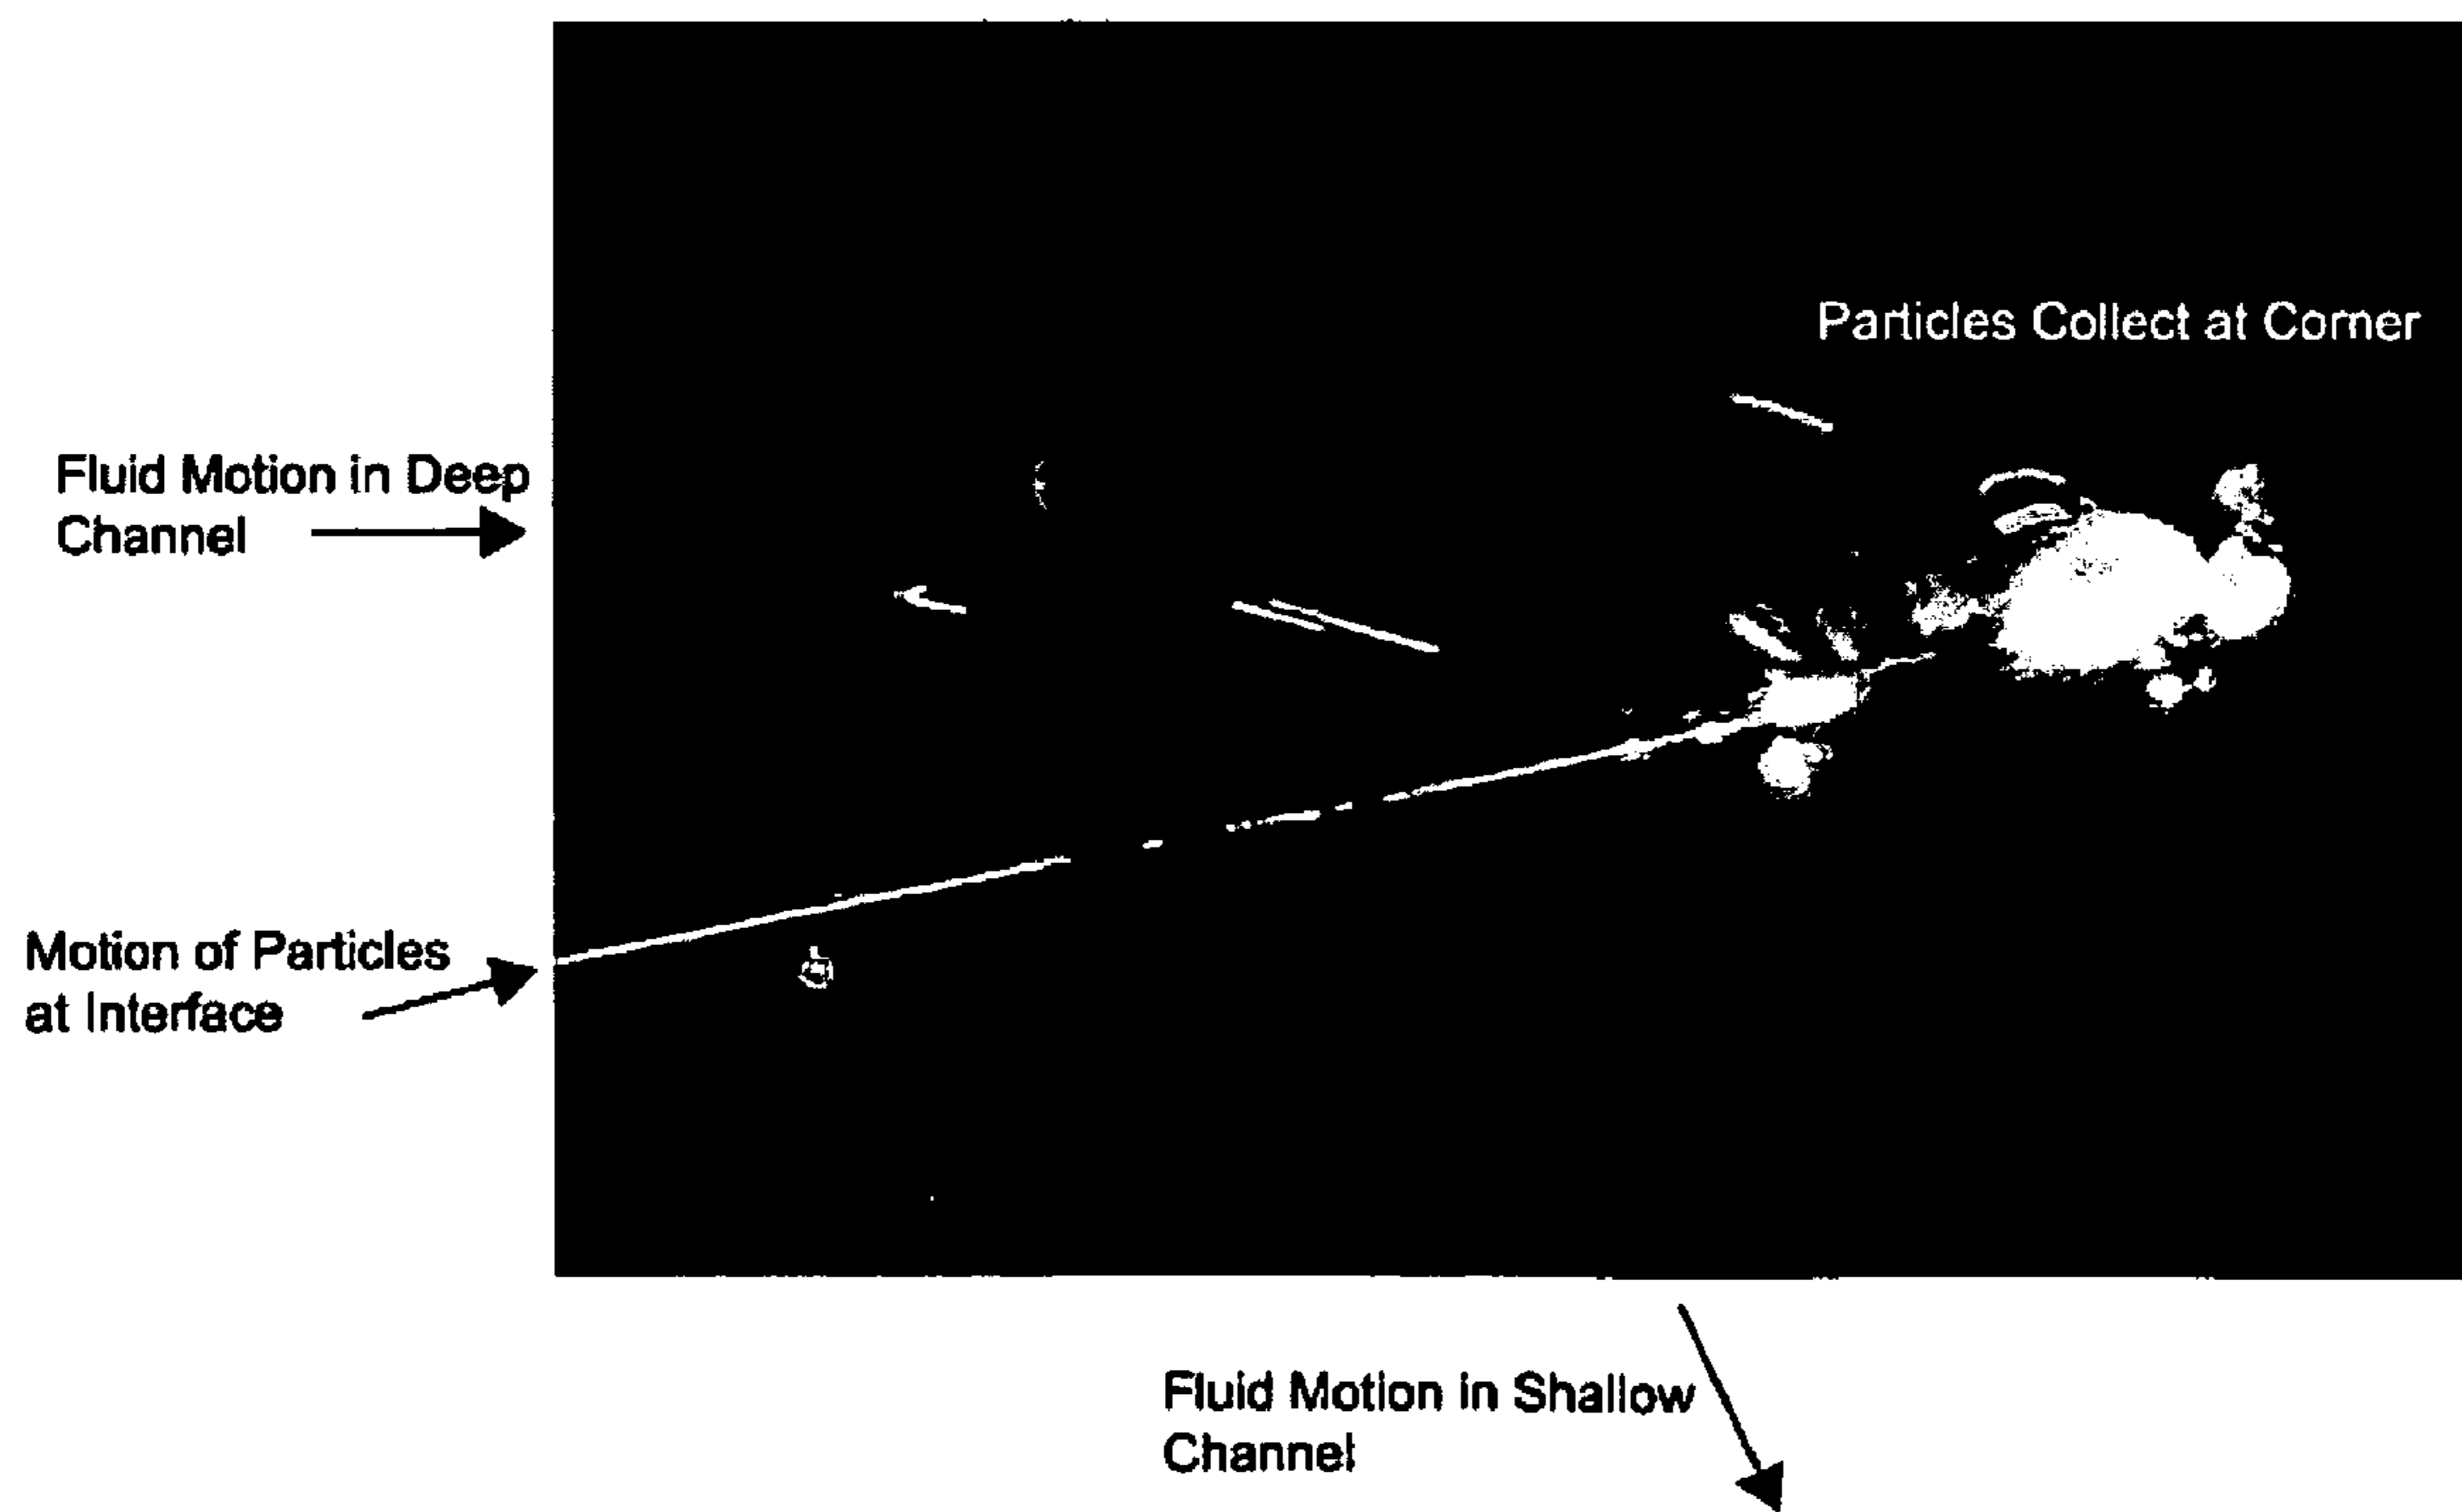 Particles Collect at Corner
Fluid Motion in Deep
Channel
Motion of Particles
at Interface
Fluid Motion in Shallow
Channel